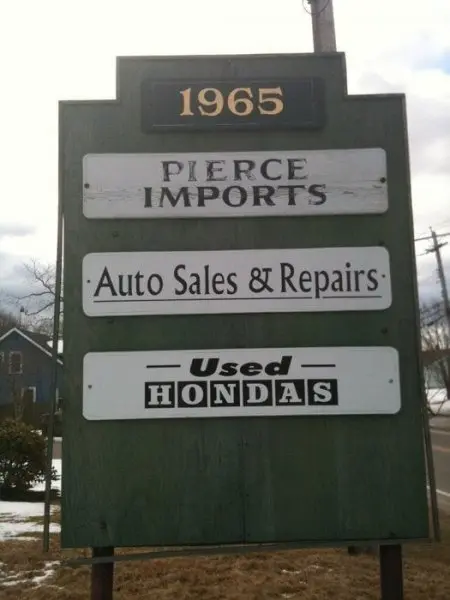 1965
PIERCE
IMPORTS
Auto Sales & Repairs
Used
HONDAS